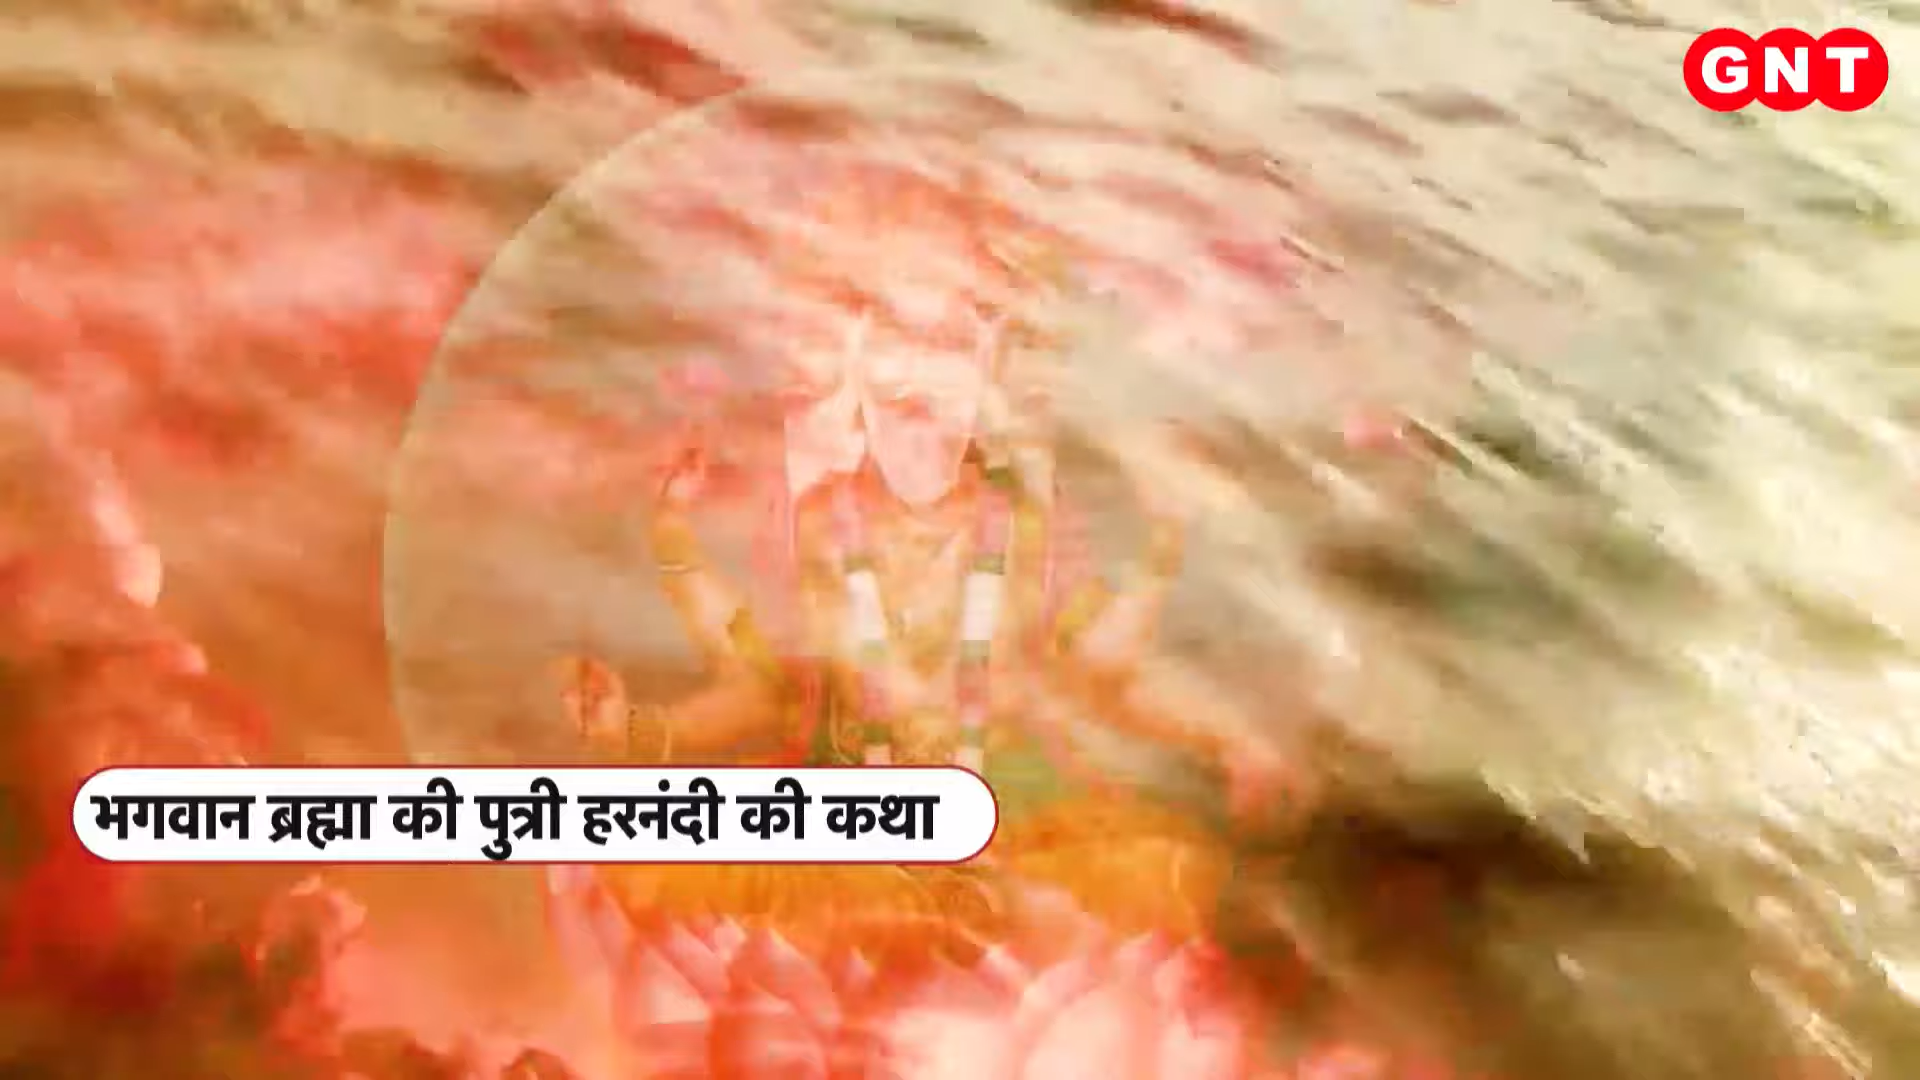 GNT
भगवान ब्रह्मा की पुत्री हरनंदी की कथा